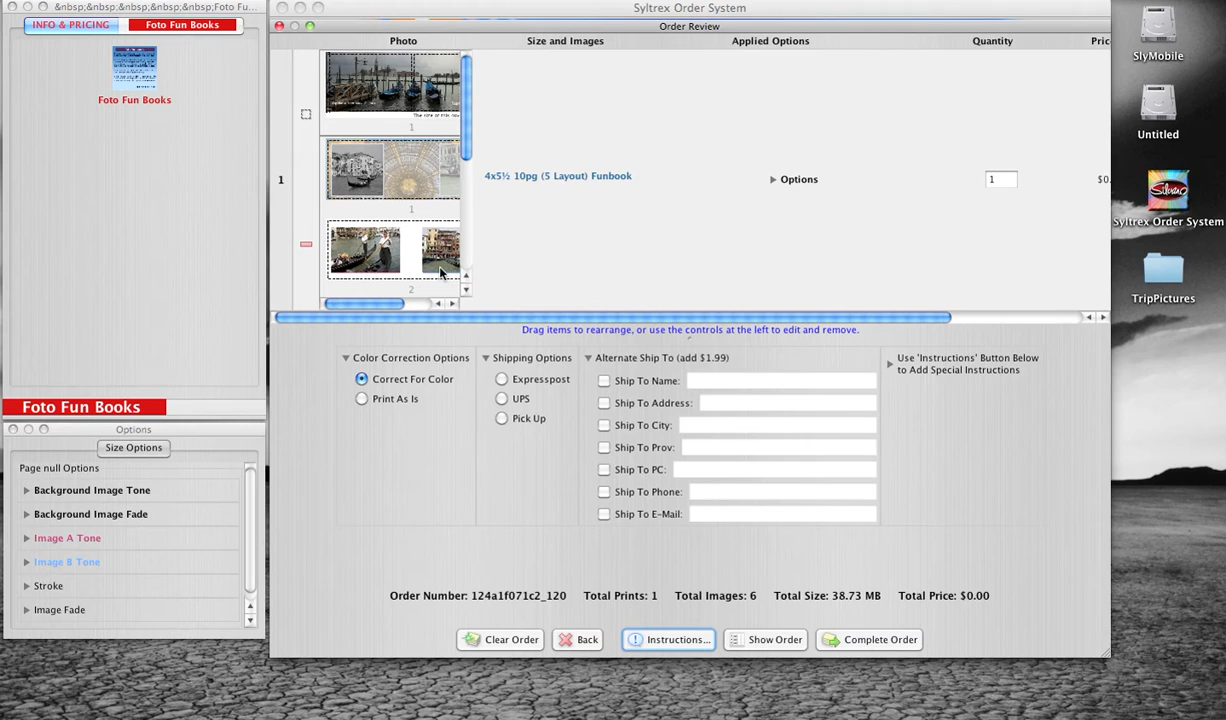 &nbsp;&nbsp;&nbsp;&nbsp;Foto Fu...
INFO & PRICING
Foto Fun Books
Foto Fun Books
Foto Fun Books
Options
Size Options
Page null Options
Background Image Tone
Background Image Fade
Image A Tone
Image B Tone
Stroke
Image Fade
Syltrex Order System
Order Review
Photo
Size and Images
Applied Options
Quantity
Pric
1
The size of this
1
1
2
4x5½ 10pg (5 Layout) Funbook
Options
1
$0.
Drag items to rearrange, or use the controls at the left to edit and remove.
Color Correction Options
Correct For Color
Print As Is
Shipping Options
Expresspost
UPS
Pick Up
Alternate Ship To (add $1.99)
Ship To Name:
Ship To Address:
Ship To City:
Ship To Prov:
Ship To PC:
Ship To Phone:
Ship To E-Mail:
Use 'Instructions' Button Below
to Add Special Instructions
Order Number: 124a1f071c2_120 Total Prints: 1 Total Images: 6 Total Size: 38.73 MB Total Price: $0.00
Clear Order
Back
Instructions...
Show Order
Complete Order
SlyMobile
Untitled
Silvano
Syltrex Order System
TripPictures